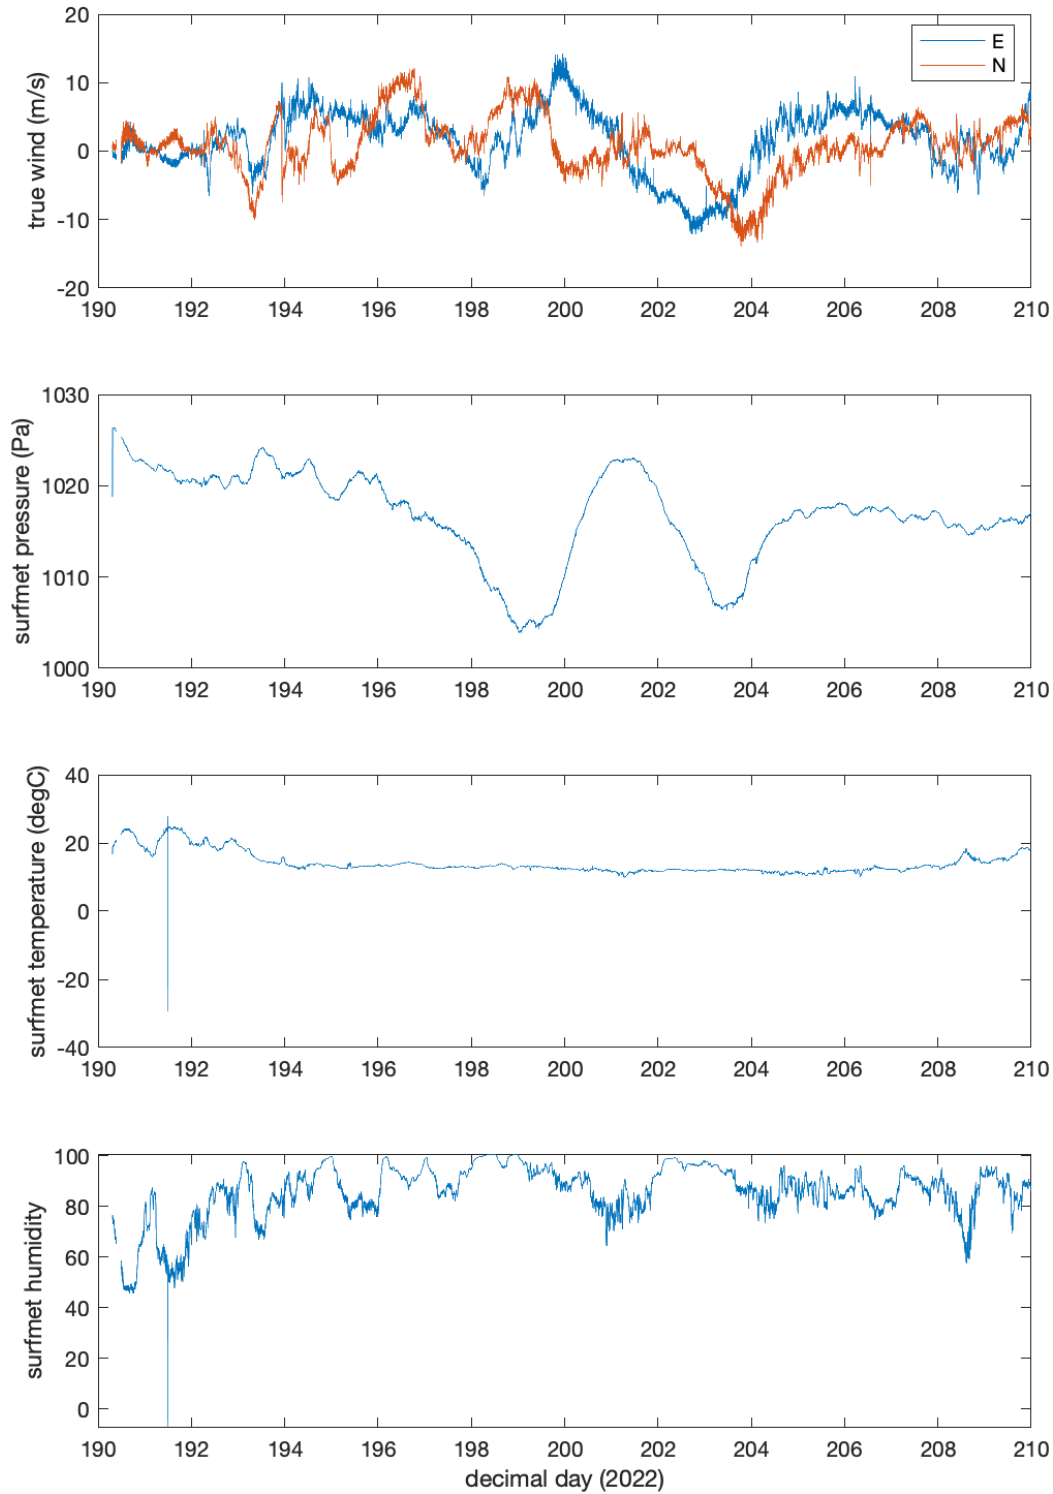 true wind (m/s)
20
10
0
-10
-20
E
N
190 192 194 196 198 200 202 204 206 208 210
surfmet pressure (Pa)
1030
1020
1010
1000
190 192 194 196 198 200 202 204 206 208 210
surfmet temperature (degC)
40
20
0
-20
-40
190 192 194 196 198 200 202 204 206 208 210
surfmet humidity
100
80
60
40
20
0
190 192 194 196 198 200 202 204 206 208 210
decimal day (2022)